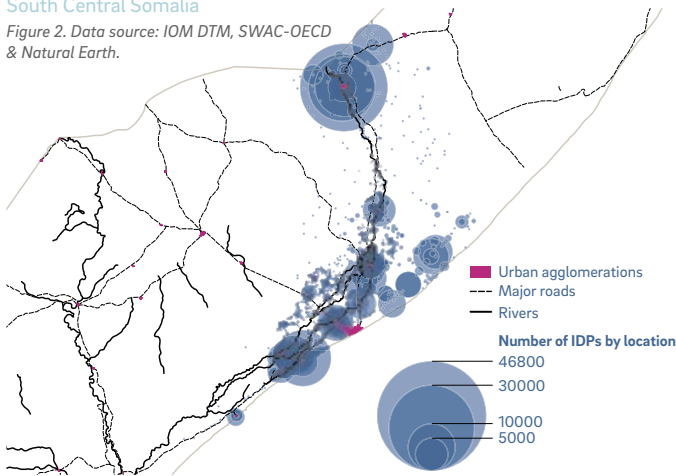 South Central Somalia
Figure 2. Data source: IOM DTM, SWAC-OECD
& Natural Earth.
Urban agglomerations
Major roads
Rivers
Number of IDPs by location
46800
30000
10000
5000